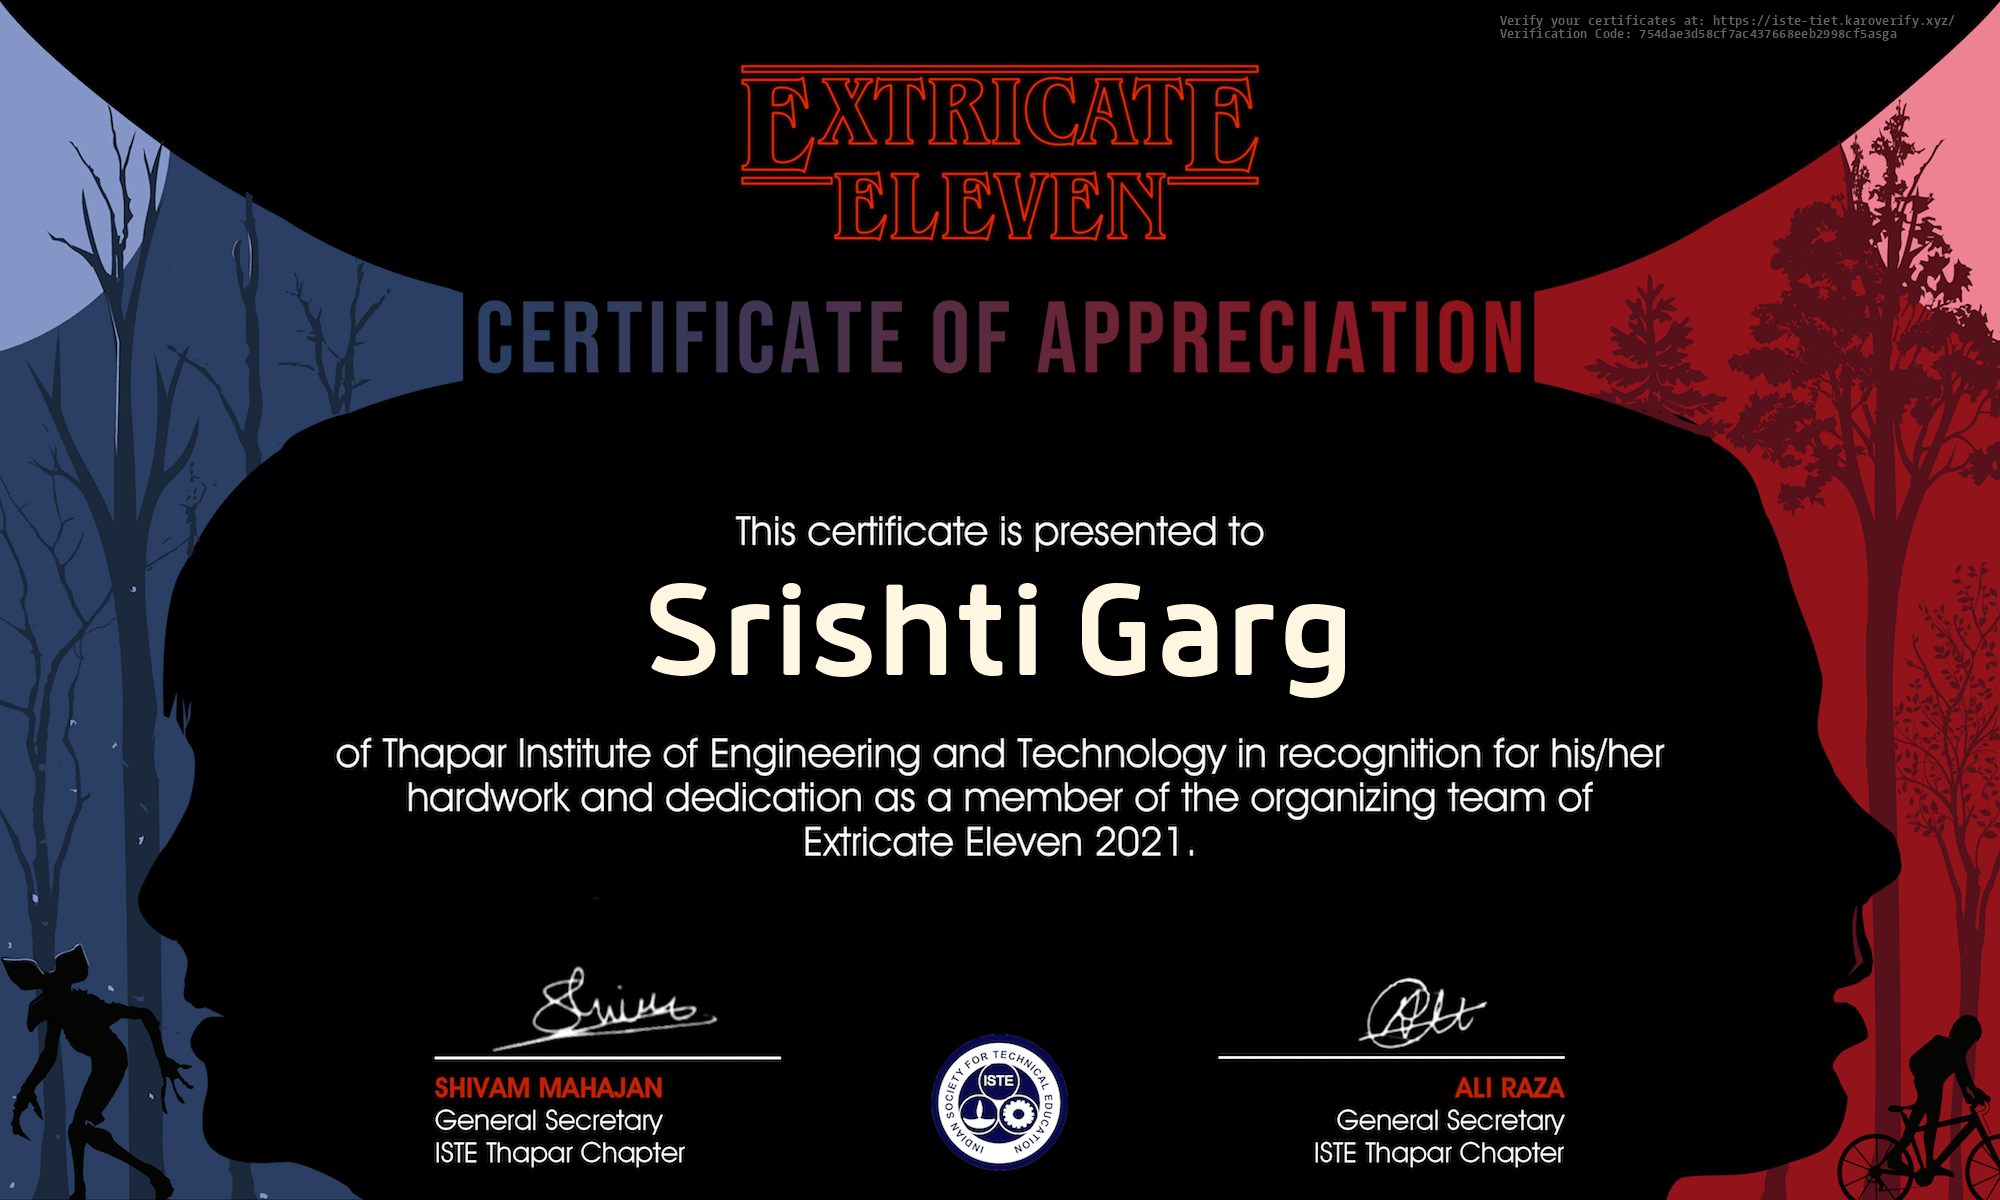 Verify your certificates at: https://iste-tiet.karoverify.xyz/
Verification Code: 754dae3d58cf7ac437668eeb2998cf5asga
EXTRICATE
ELEVEN
CERTIFICATE OF APPRECIATION
This certificate is presented to
Srishti Garg
of Thapar Institute of Engineering and Technology in recognition for his/her
hardwork and dedication as a member of the organizing team of
Extricate Eleven 2021.
SHIVAM MAHAJAN
General Secretary
ISTE Thapar Chapter
INDIAN SOCIETY FOR TECHNICAL EDUCATION
ISTE
ALI RAZA
General Secretary
ISTE Thapar Chapter